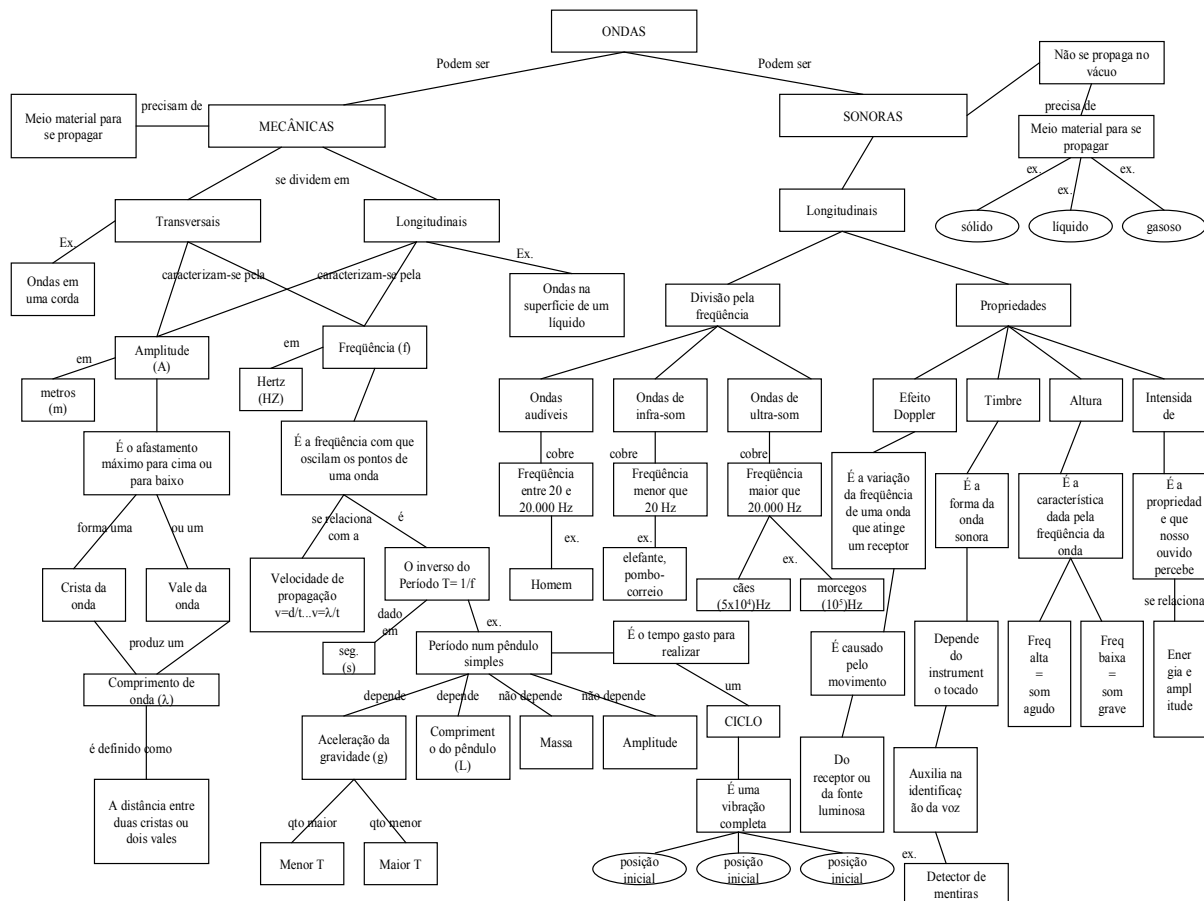 ONDAS
Podem ser
Podem ser
Não se propaga no
vácuo
precisa de
Meio material para se
propagar
ex.
ex.
ex.
sólido
líquido
gasoso
Meio material para
se propagar
precisam de
MECÂNICAS
SONORAS
se dividem em
Transversais
Longitudinais
Longitudinais
Ex.
Ondas em
uma corda
caracterizam-se pela
caracterizam-se pela
Ex.
Ondas na
superfície de um
líquido
Divisão pela
freqüência
Propriedades
Amplitude
(A)
em
metros
(m)
Freqüência (f)
em
Hertz
(HZ)
É o afastamento
máximo para cima ou
para baixo
É a freqüência com que
oscilam os pontos de
uma onda
forma uma
ou um
Crista da
onda
Vale da
onda
produz um
Comprimento de
onda (λ)
é definido como
A distância entre
duas cristas ou
dois vales
se relaciona
com a
é
Velocidade de
propagação
v=d/t...v=λ/t
O inverso do
Período T= 1/f
dado
em
seg.
(s)
ex.
Período num pêndulo
simples
É o tempo gasto para
realizar
um
CICLO
É uma
vibração
completa
posição
inicial
posição
inicial
posição
inicial
depende
depende
não depende
não depende
Aceleração da
gravidade (g)
Compriment
o do pêndulo
(L)
Massa
Amplitude
qto maior
qto menor
Menor T
Maior T
Ondas
audíveis
Ondas de
infra-som
Ondas de
ultra-som
cobre
cobre
cobre
Freqüência
entre 20 e
20.000 Hz
Freqüência
menor que
20 Hz
Freqüência
maior que
20.000 Hz
ex.
ex.
ex.
Homem
elefante,
pombo-
correio
cães
(5x10⁴)Hz
morcegos
(10⁵)Hz
Efeito
Doppler
Timbre
Altura
Intensida
de
É a variação
da freqüência
de uma onda
que atinge
um receptor
É causado
pelo
movimento
Do
receptor ou
da fonte
luminosa
É a
forma da
onda
sonora
Depende
do
instrument
o tocado
Auxilia na
identificaç
ão da voz
ex.
Detector de
mentiras
É a
característica
dada pela
freqüência da
onda
Freq
alta
=
som
agudo
Freq
baixa
=
som
grave
É a
propriedad
e que
nosso
ouvido
percebe
se relaciona
Ener
gia e
ampl
itude